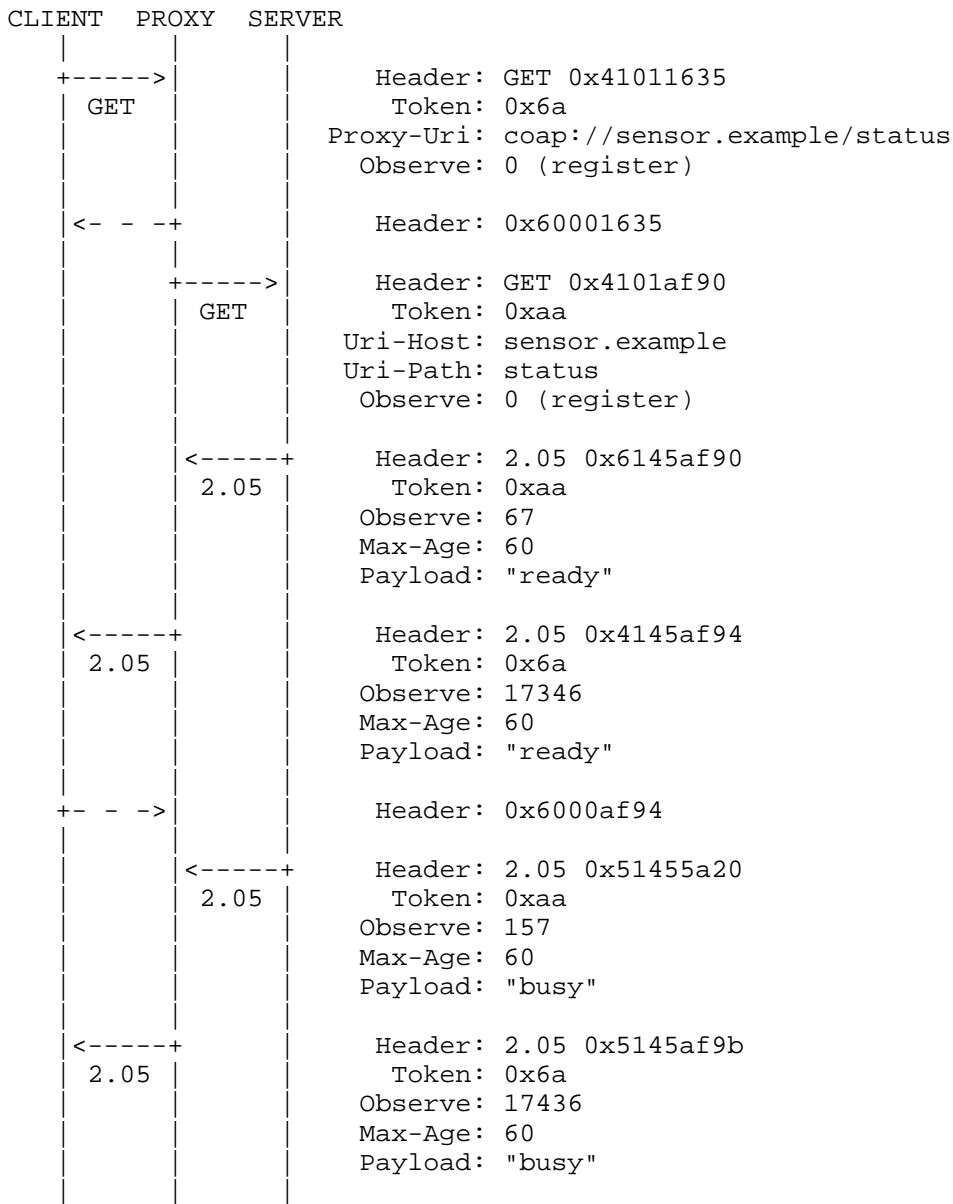 CLIENT  PROXY  SERVER
   |      |      |
   +----->|      |     Header: GET 0x41011635
   | GET  |      |      Token: 0x6a
   |      |      |  Proxy-Uri: coap://sensor.example/status
   |      |      |    Observe: 0 (register)
   |      |      |
   |<- - -+      |     Header: 0x60001635
   |      |      |
   |      +----->|     Header: GET 0x4101af90
   |      | GET  |      Token: 0xaa
   |      |      |   Uri-Host: sensor.example
   |      |      |   Uri-Path: status
   |      |      |    Observe: 0 (register)
   |      |      |
   |      |<-----+     Header: 2.05 0x6145af90
   |      | 2.05 |      Token: 0xaa
   |      |      |    Observe: 67
   |      |      |    Max-Age: 60
   |      |      |    Payload: "ready"
   |      |      |
   |<-----+      |     Header: 2.05 0x4145af94
   | 2.05 |      |      Token: 0x6a
   |      |      |    Observe: 17346
   |      |      |    Max-Age: 60
   |      |      |    Payload: "ready"
   |      |      |
   +- - ->|      |     Header: 0x6000af94
   |      |      |
   |      |<-----+     Header: 2.05 0x51455a20
   |      | 2.05 |      Token: 0xaa
   |      |      |    Observe: 157
   |      |      |    Max-Age: 60
   |      |      |    Payload: "busy"
   |      |      |
   |<-----+      |     Header: 2.05 0x5145af9b
   | 2.05 |      |      Token: 0x6a
   |      |      |    Observe: 17436
   |      |      |    Max-Age: 60
   |      |      |    Payload: "busy"
   |      |      |